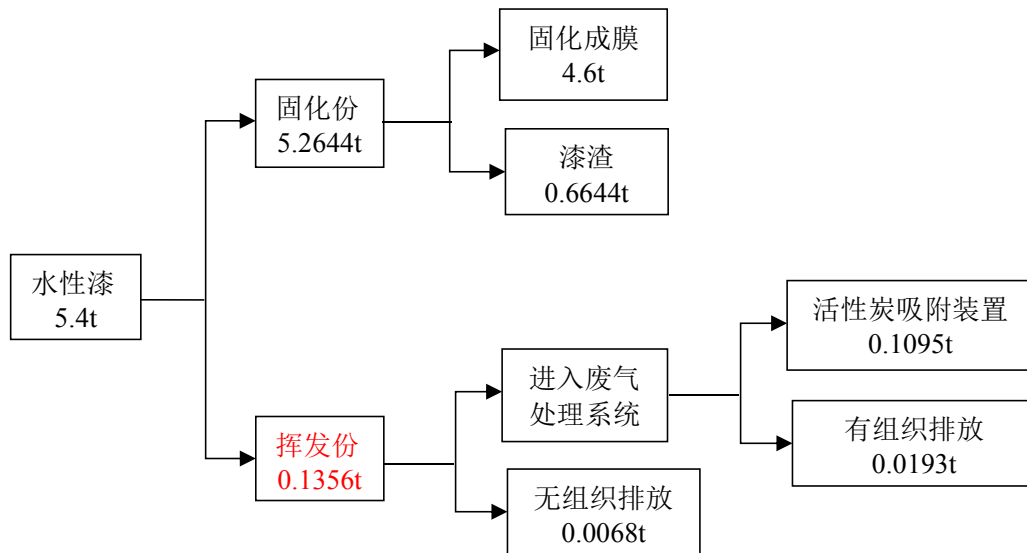 固化成膜
4.6t
固化份
5.2644t
漆渣
0.6644t
水性漆
5.4t
活性炭吸附装置
0.1095t
进入废气
处理系统
有组织排放
0.0193t
挥发份
0.1356t
无组织排放
0.0068t